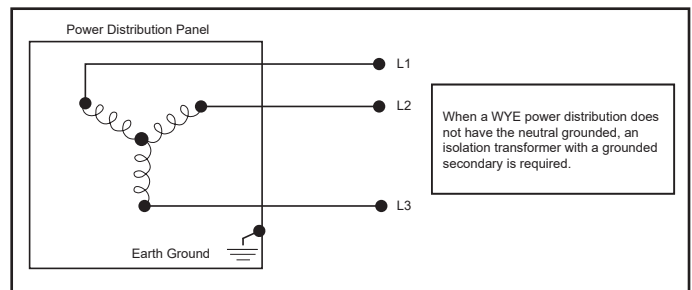 Power Distribution Panel
L1
L2
When a WYE power distribution does
not have the neutral grounded, an
isolation transformer with a grounded
secondary is required.
L3
Earth Ground